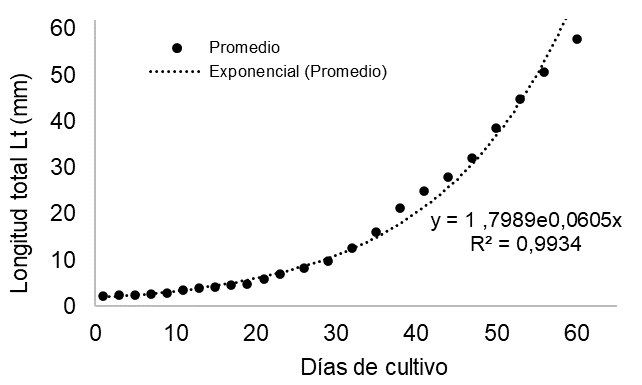 60
50
40
30
20
10
0
Longitud total Lt (mm)
Promedio
Exponencial (Promedio)
y = 1 ,7989e0,0605x
R² = 0,9934
0 10 20 30 40 50 60
Días de cultivo